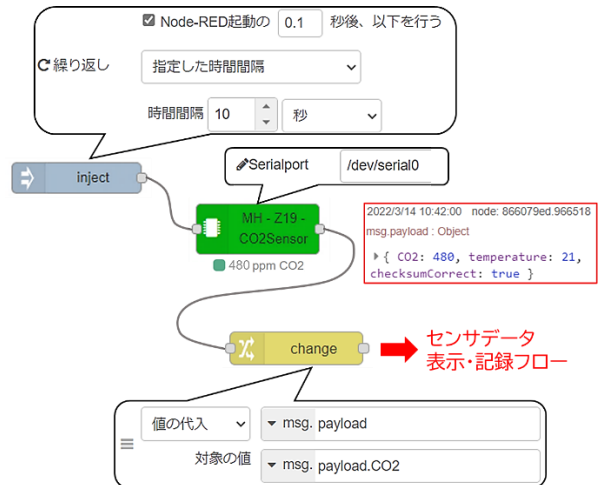 Node-RED起動の 0.1 秒後、以下を行う
繰り返し 指定した時間間隔
時間間隔 10 秒
inject
Serialport /dev/serial0
MH - Z19 -
CO2Sensor
480 ppm CO2
2022/3/14 10:42:00 node: 866079ed.966518
msg.payload : Object
{ CO2: 480, temperature: 21,
checksumCorrect: true }
change
センサデータ
表示・記録フロー
値の代入 msg. payload
対象の値 msg. payload.CO2